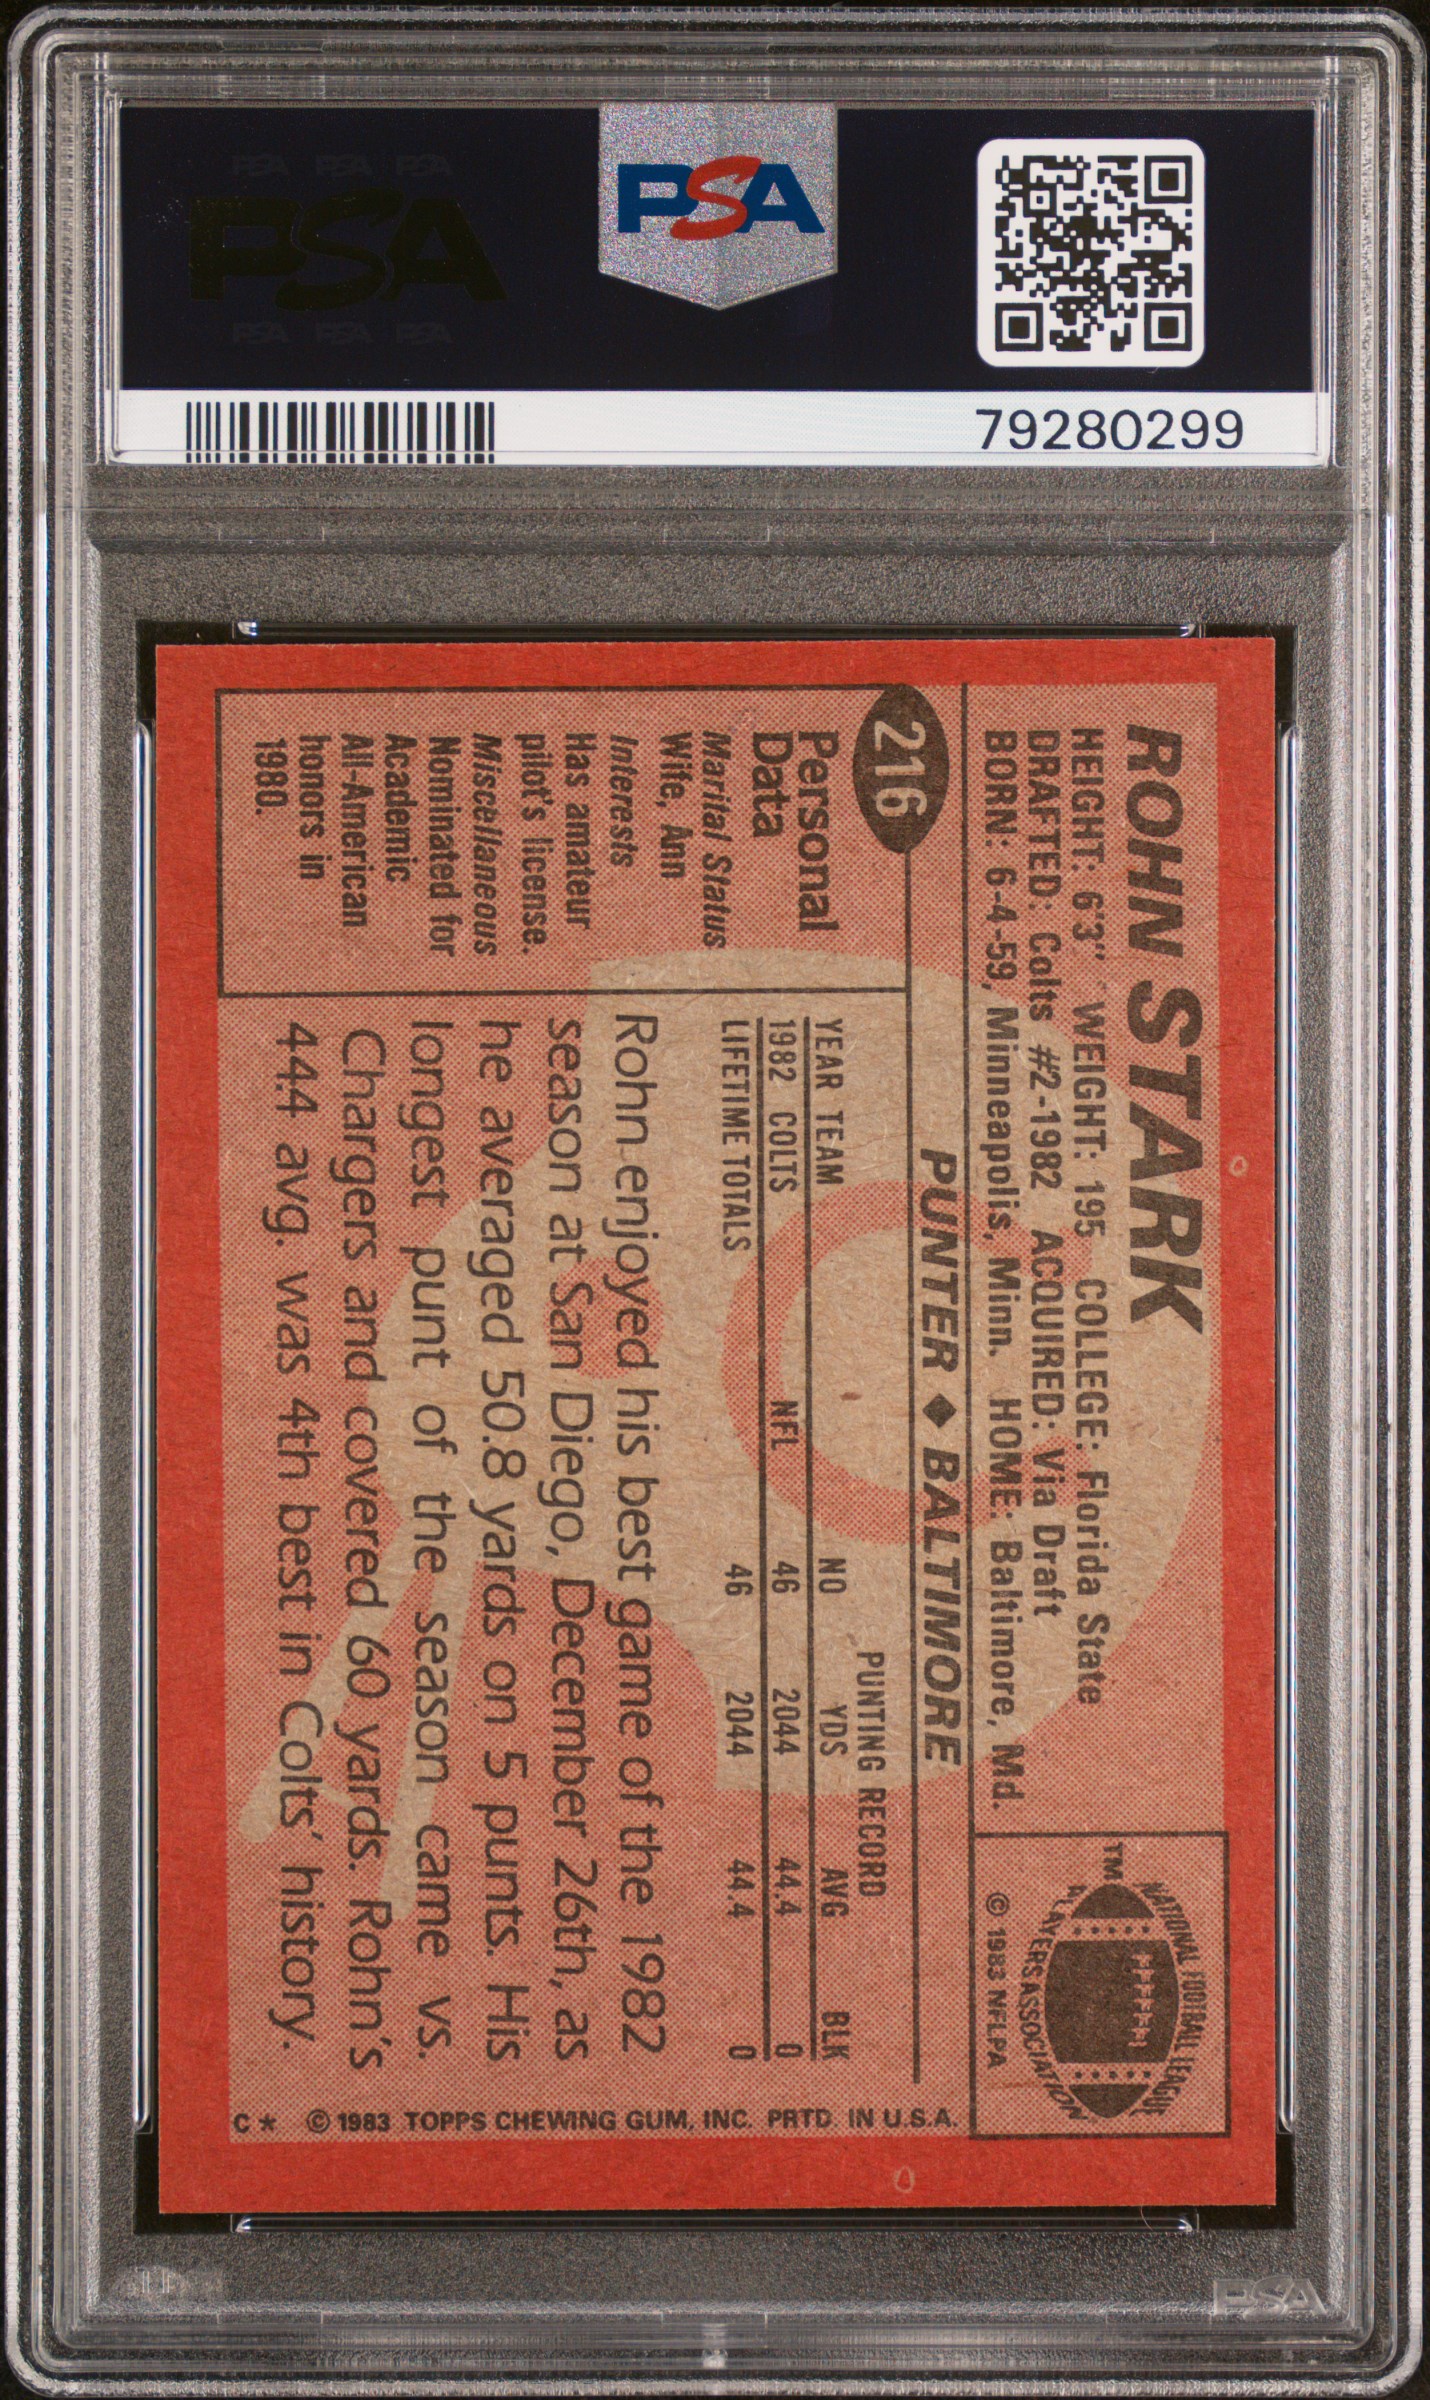 PSA PSA PSA
PSA
PSA PSA PSA
PSA
79280299
ROHN STARK
HEIGHT: 6'3" WEIGHT: 195 COLLEGE: Florida State
DRAFTED: Colts #2-1982 ACQUIRED: Via Draft
BORN: 6-4-59, Minneapolis, Minn. HOME: Baltimore, Md.
TM
NATIONAL FOOTBALL LEAGUE
PLAYERS ASSOCIATION
© 1983 NFLPA
216
PUNTER ◆ BALTIMORE
Personal
Data
Marital Status
Wife, Ann
Interests
Has amateur
pilot's license.
Miscellaneous
Nominated for
Academic
All-American
honors in
1980.
PUNTING RECORD
YEAR TEAM NO YDS AVG BLK
1982 COLTS NFL 46 2044 44.4 0
LIFETIME TOTALS 46 2044 44.4 0
Rohn enjoyed his best game of the 1982
season at San Diego, December 26th, as
he averaged 50.8 yards on 5 punts. His
longest punt of the season came vs.
Chargers and covered 60 yards. Rohn's
44.4 avg. was 4th best in Colts' history.
C* © 1983 TOPPS CHEWING GUM, INC. PRTD. IN U.S.A.
PSA